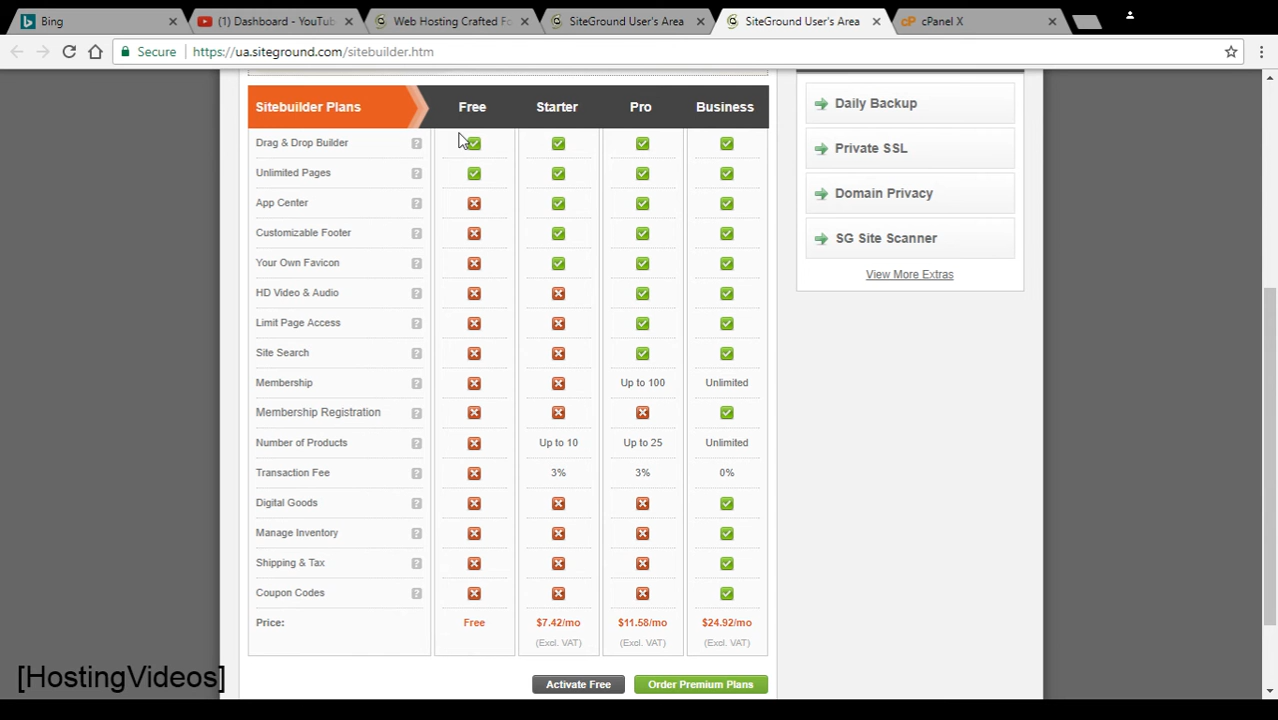 Bing
(1) Dashboard - YouTub
Web Hosting Crafted Fo
SiteGround User's Area
SiteGround User's Area
cPanel X
Secure https://ua.siteground.com/sitebuilder.htm
Sitebuilder Plans Free Starter Pro Business
Drag & Drop Builder ?
Unlimited Pages ?
App Center ?
Customizable Footer ?
Your Own Favicon ?
HD Video & Audio ?
Limit Page Access ?
Site Search ?
Membership ? Up to 100 Unlimited
Membership Registration ?
Number of Products ? Up to 10 Up to 25 Unlimited
Transaction Fee ? 3% 3% 0%
Digital Goods ?
Manage Inventory ?
Shipping & Tax ?
Coupon Codes ?
Price: Free $7.42/mo $11.58/mo $24.92/mo
(Excl. VAT) (Excl. VAT) (Excl. VAT)
Activate Free Order Premium Plans
Daily Backup
Private SSL
Domain Privacy
SG Site Scanner
View More Extras
[HostingVideos]